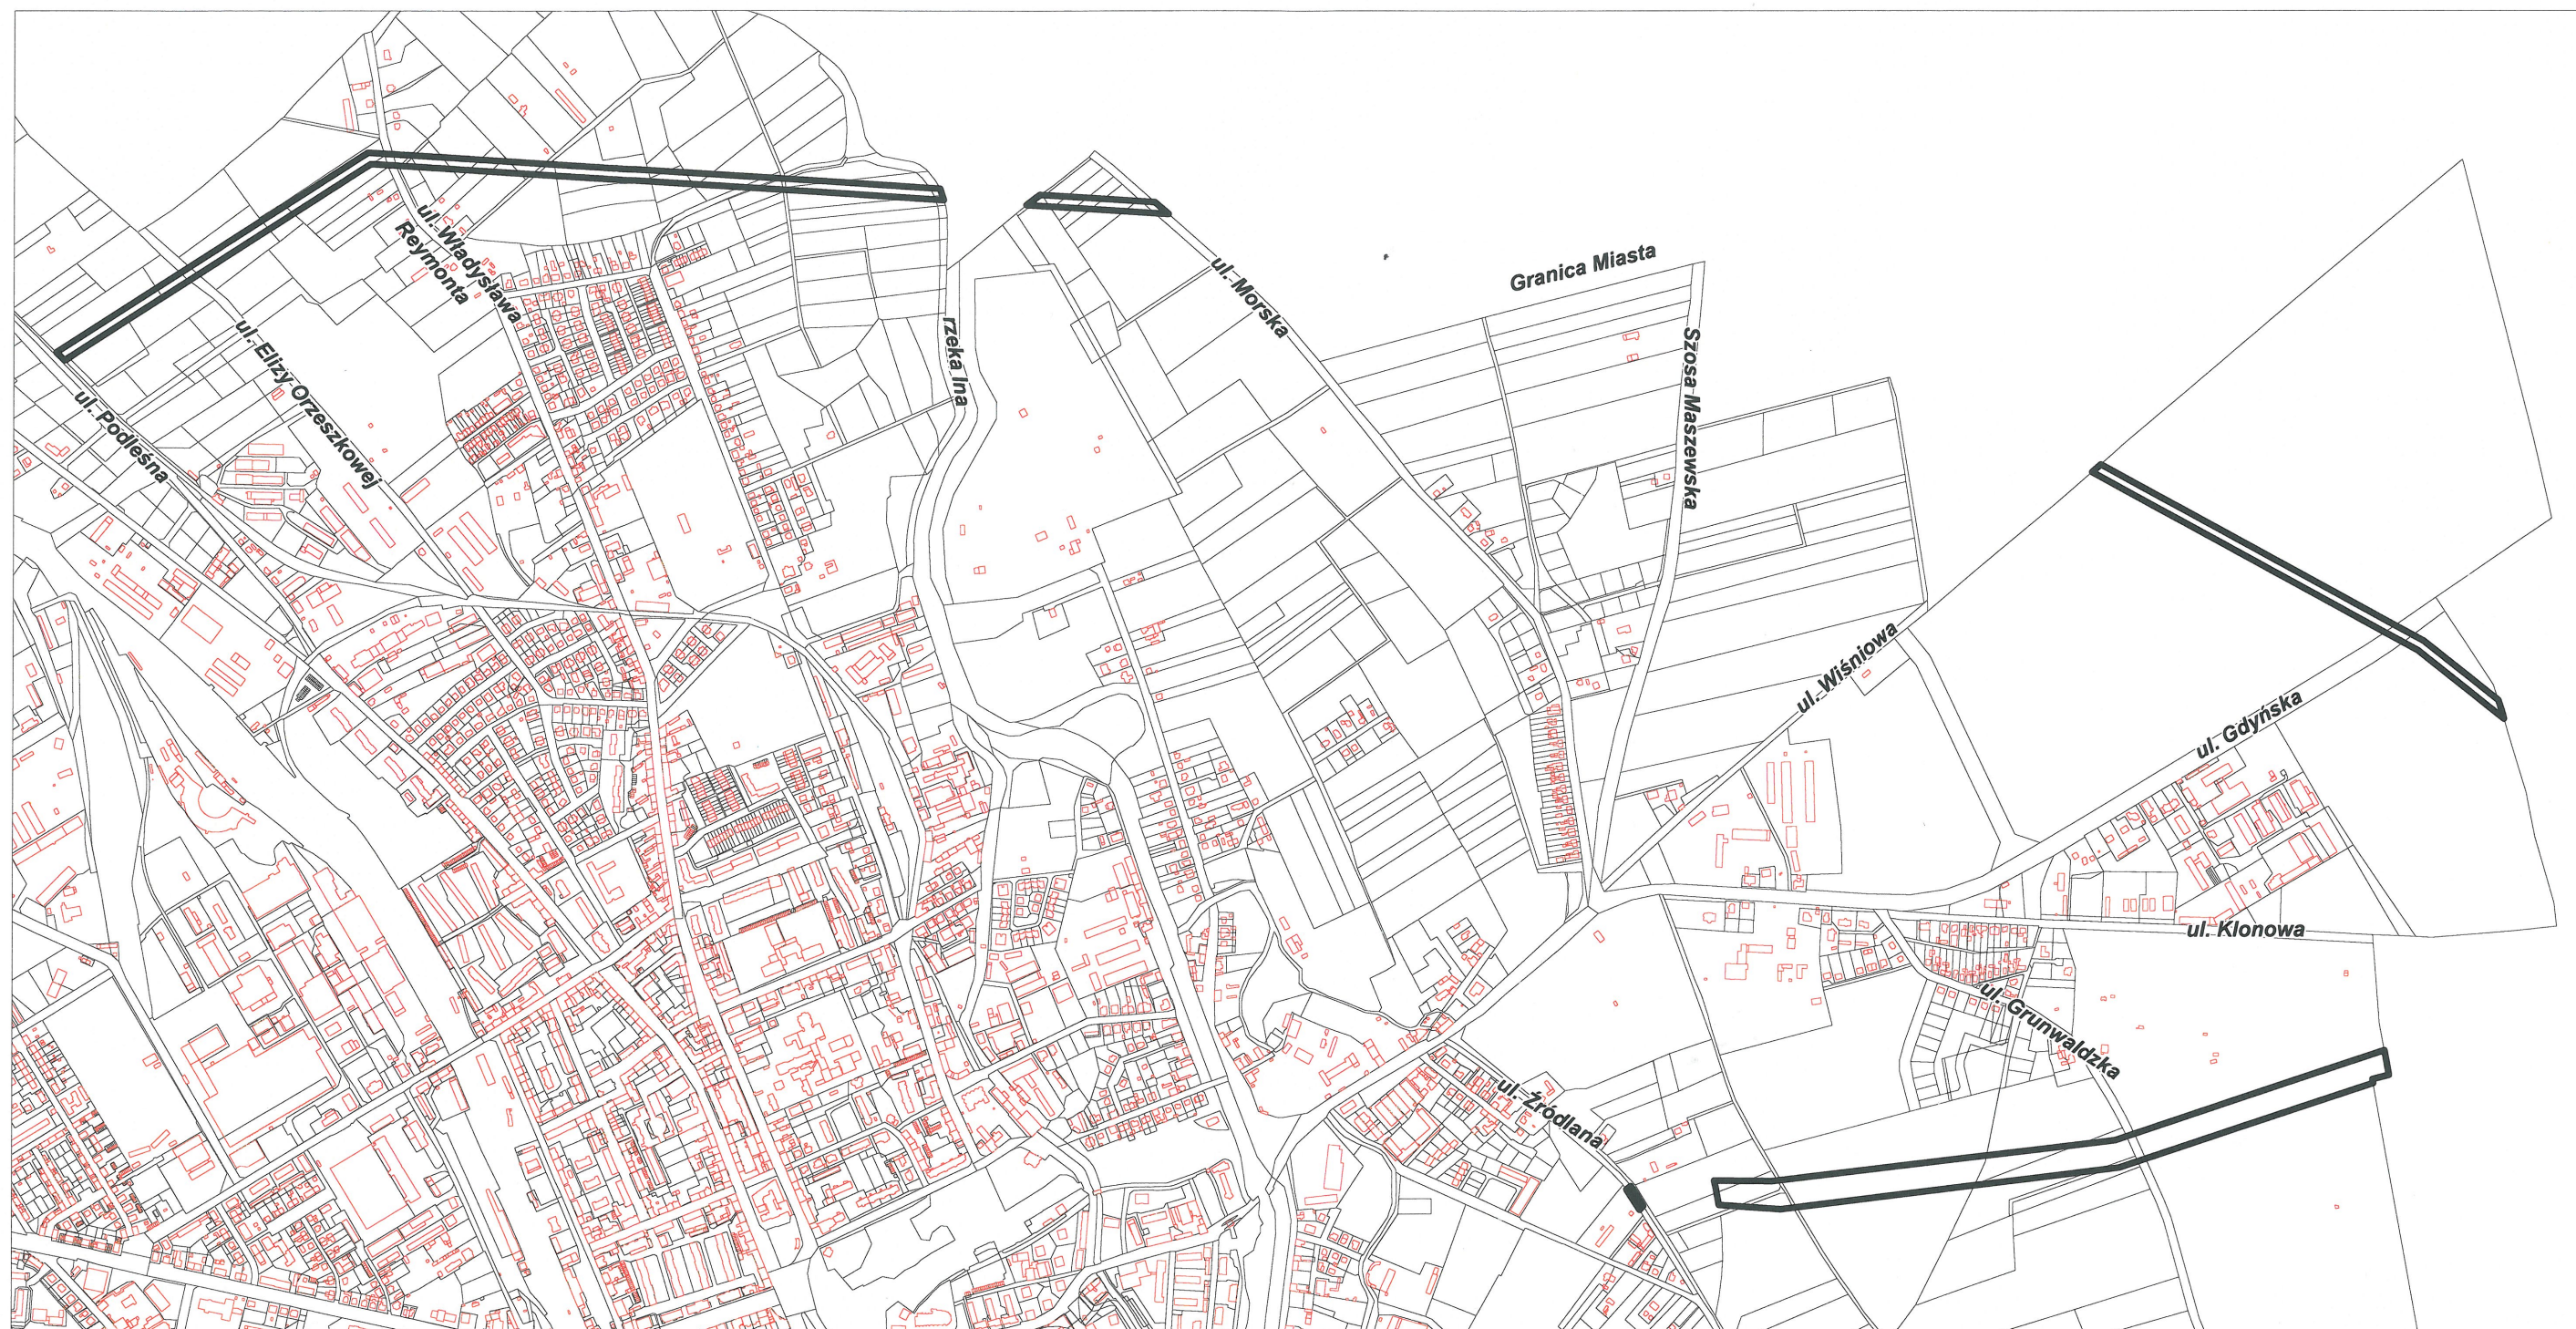 ul. Władysława
Reymonta
Granica Miasta
ul. Morska
ul. Elizy Orzeszkowej
rzeka Ina
Szosa Maszewska
ul. Podleśna
ul. Wiśniowa
ul. Gdyńska
ul. Klonowa
ul. Grunwaldzka
ul. Źródlana